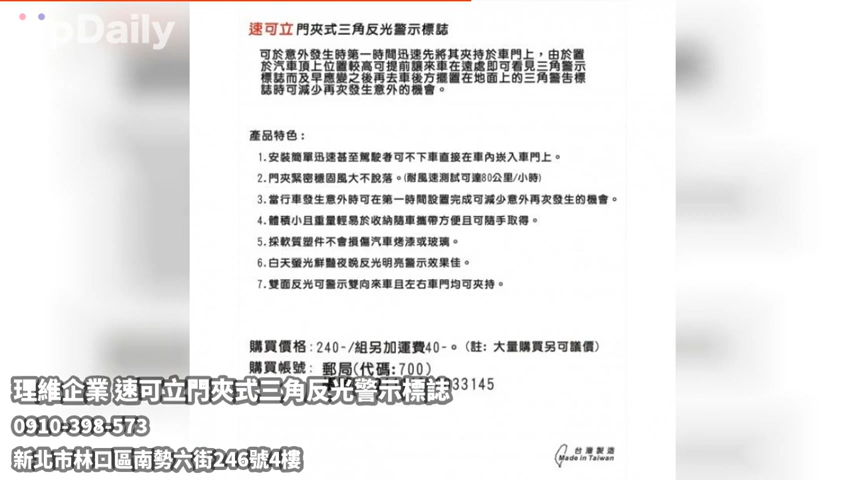 UpDaily
速可立 門夾式三角反光警示標誌
可於意外發生時第一時間迅速先將其夾持於車門上，由於置
於汽車頂上位置較高可提前讓來車在遠處即可看見三角警示
標誌而及早應變之後再去車後方擺置在地面上的三角警告標
誌時可減少再次發生意外的機會。
產品特色：
1.安裝簡單迅速甚至駕駛者可不下車直接在車內崁入車門上。
2.門夾緊密穩固風大不脫落。(耐風速測試可達80公里/小時)
3.當行車發生意外時可在第一時間設置完成可減少意外再次發生的機會。
4.體積小且重量輕易於收納隨車攜帶方便且可隨手取得。
5.採軟質塑件不會損傷汽車烤漆或玻璃。
6.白天螢光鮮豔夜晚反光明亮警示效果佳。
7.雙面反光可警示雙向來車且左右車門均可夾持。
購買價格：240-/組另加運費40-。(註：大量購買另可議價)
購買帳號：郵局(代碼:700)
33145
理維企業 速可立門夾式三角反光警示標誌
0910-398-573
新北市林口區南勢六街246號4樓
台灣製造
Made in Taiwan